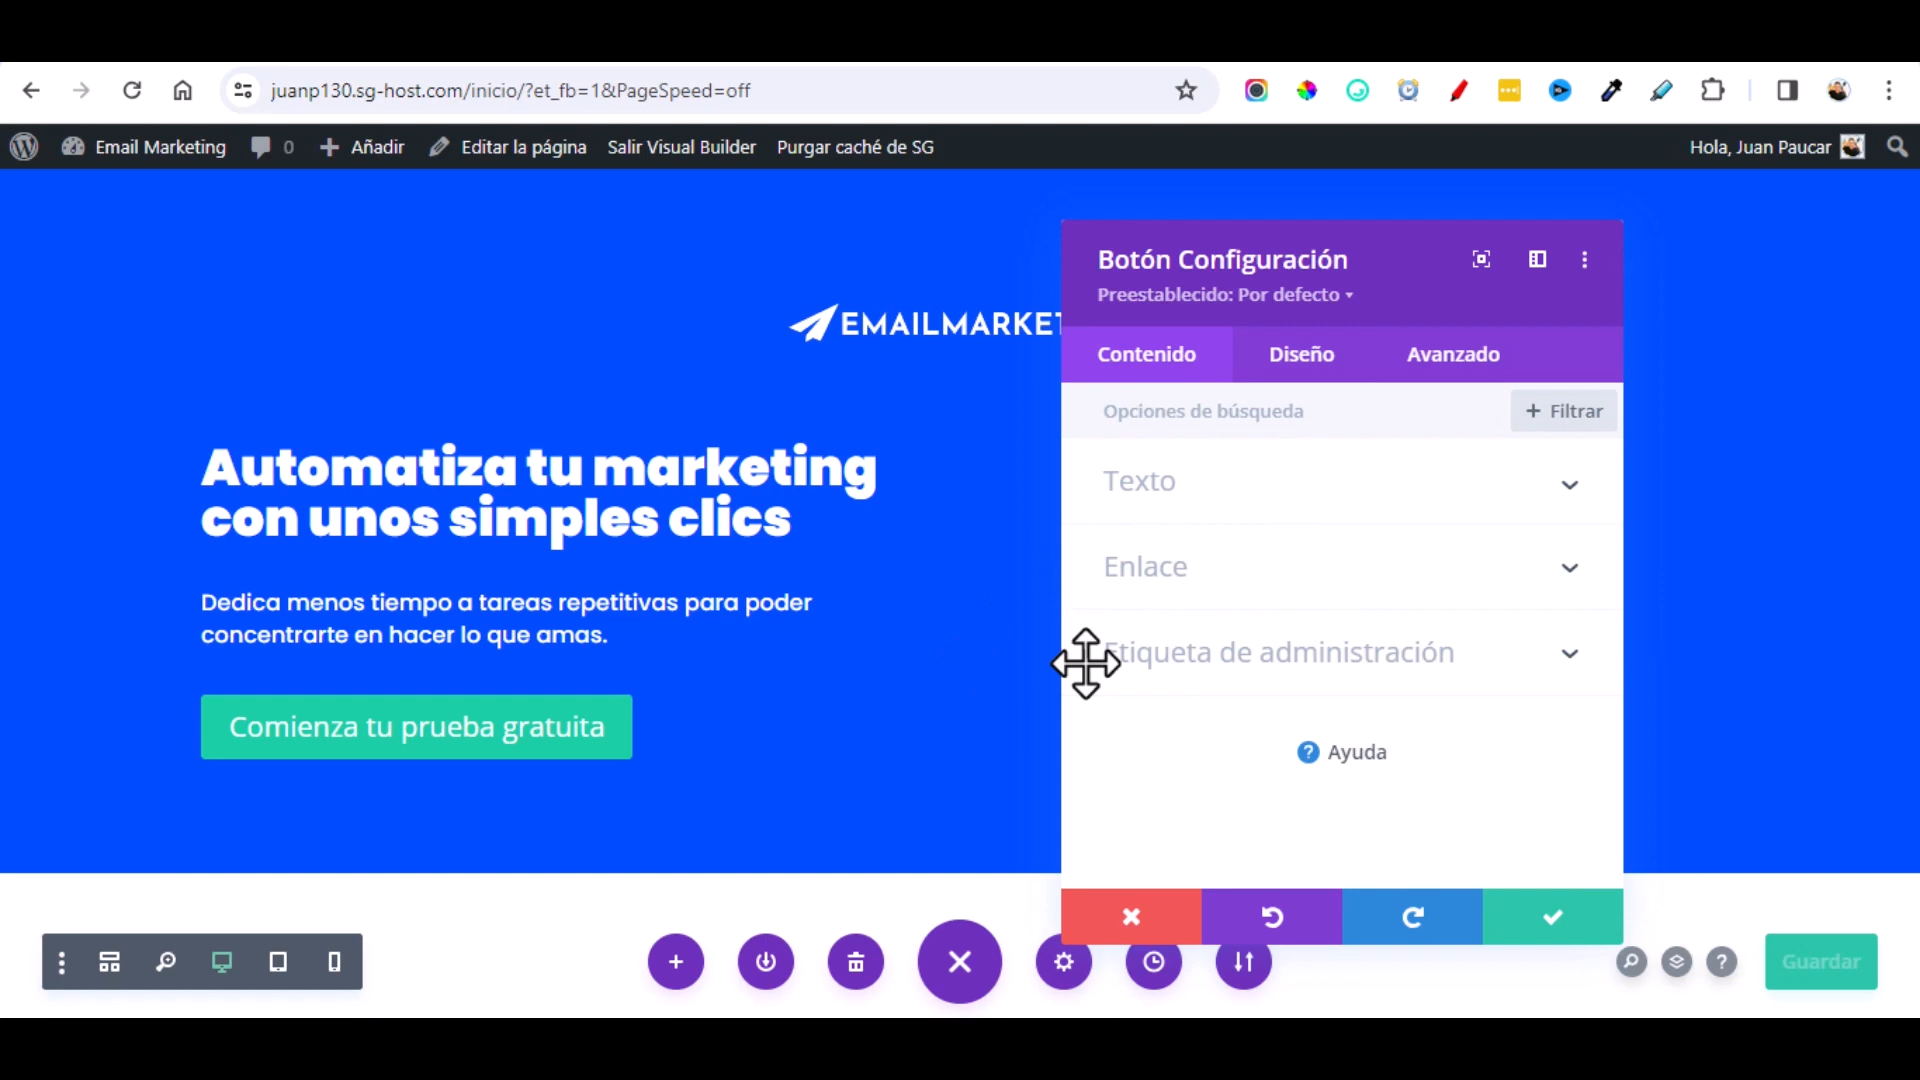 juanp130.sg-host.com/inicio/?et_fb=1&PageSpeed=off
Email Marketing 0 Añadir Editar la página Salir Visual Builder Purgar caché de SG Hola, Juan Paucar
Botón Configuración
Preestablecido: Por defecto
EMAILMARKET
Contenido Diseño Avanzado
Opciones de búsqueda + Filtrar
Automatiza tu marketing
con unos simples clics
Texto
Enlace
Dedica menos tiempo a tareas repetitivas para poder
concentrarte en hacer lo que amas.
Etiqueta de administración
Comienza tu prueba gratuita
? Ayuda
? Guardar